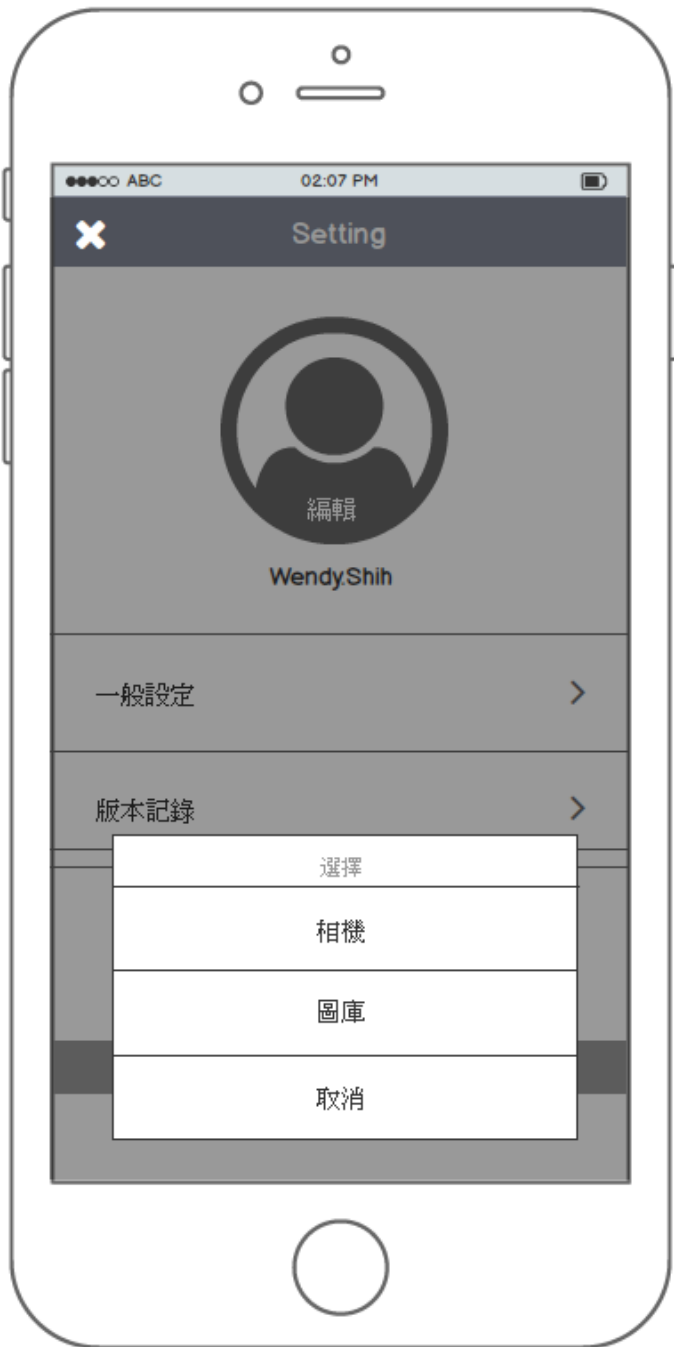 ABC 02:07 PM
Setting
編輯
Wendy.Shih
一般設定
版本記錄
選擇
相機
圖庫
取消